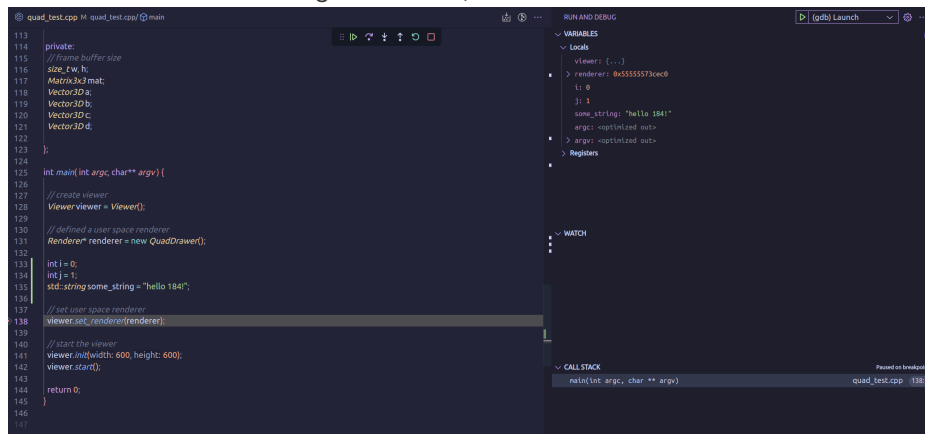 quad_test.cpp M quad_test.cpp/ main
113
114 private:
115 //frame buffer size
116 size_t w, h;
117 Matrix3x3 mat;
118 Vector3D a;
119 Vector3D b;
120 Vector3D c;
121 Vector3D d;
122
123 };
124
125 int main( int argc, char** argv) {
126
127 // create viewer
128 Viewer viewer = Viewer();
129
130 // defined a user space renderer
131 Renderer* renderer = new QuadDrawer();
132
133 int i = 0;
134 int j = 1;
135 std::string some_string = "hello 184!";
136
137 // set user space renderer
138 viewer.set_renderer(renderer);
139
140 // start the viewer
141 viewer.init(width: 600, height: 600);
142 viewer.start();
143
144 return 0;
145 }
146
147
RUN AND DEBUG (gdb) Launch
VARIABLES
Locals
viewer: {...}
renderer: 0x55555573cec0
i: 0
j: 1
some_string: "hello 184!"
argc: <optimized out>
argv: <optimized out>
Registers
WATCH
CALL STACK Paused on breakpoi
main(int argc, char ** argv) quad_test.cpp 138: